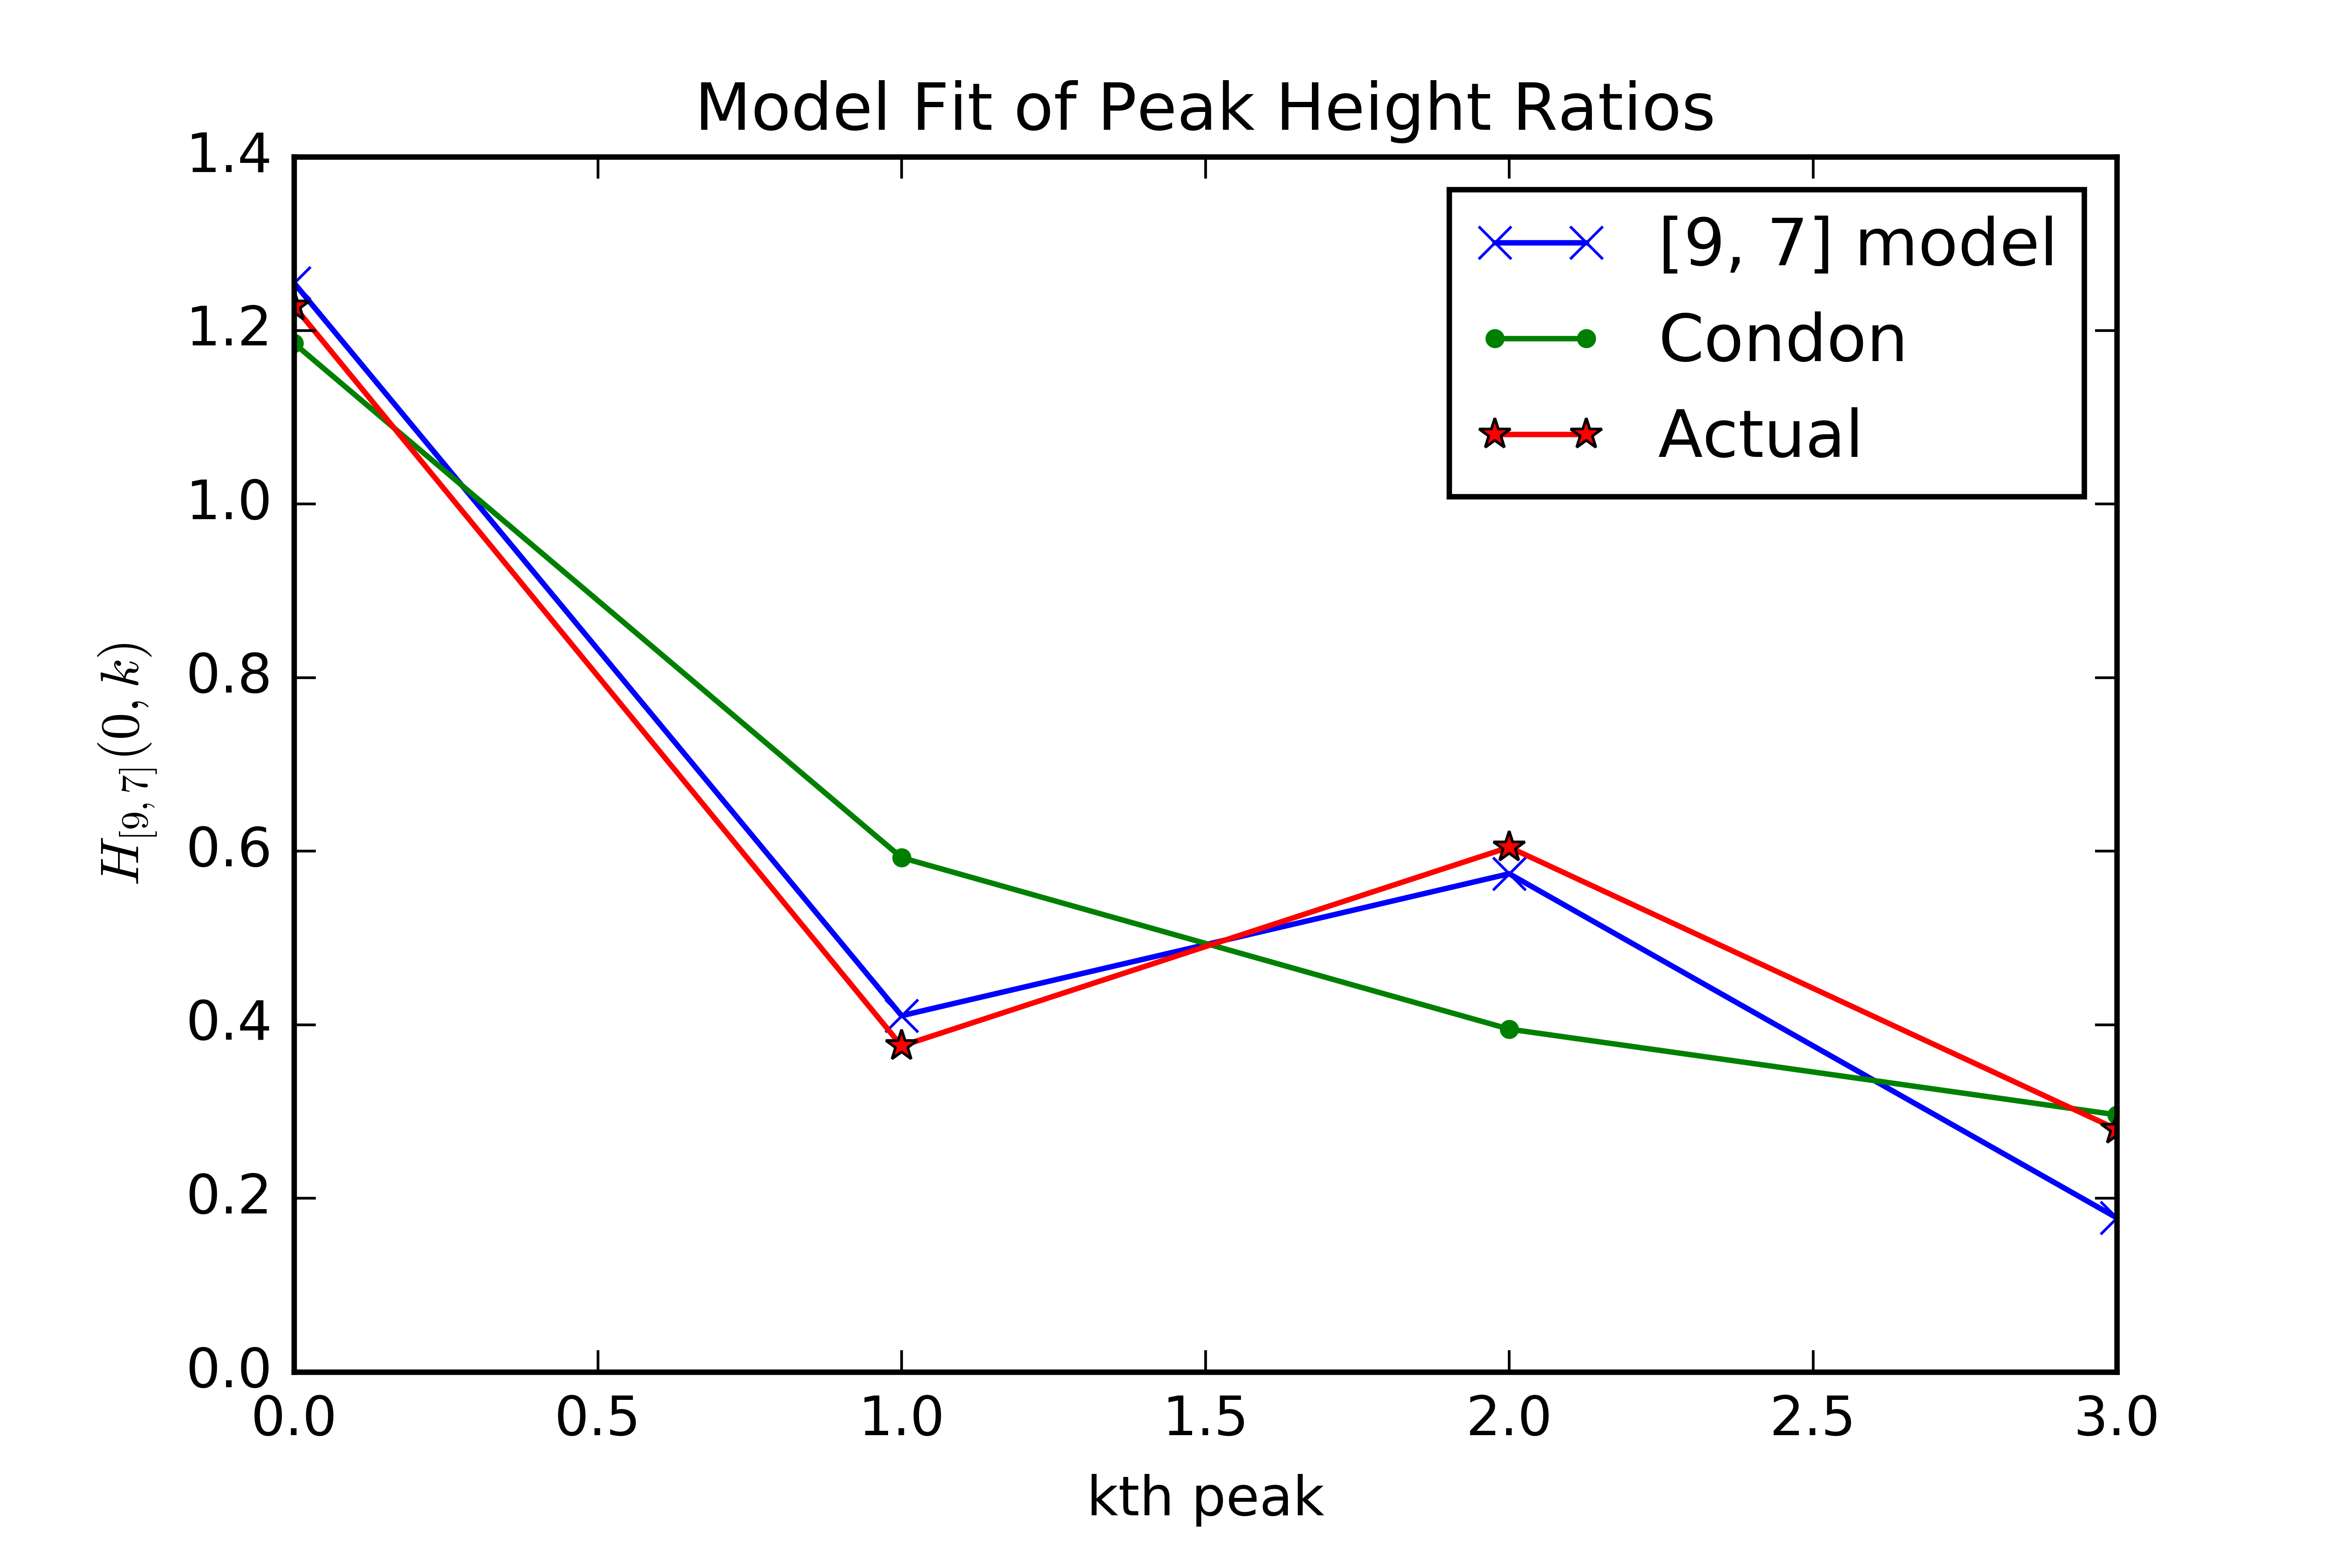 Model Fit of Peak Height Ratios
1.4
1.2
1.0
0.8
0.6
0.4
0.2
0.0
H[9,7](0,k)
[9, 7] model
Condon
Actual
0.0 0.5 1.0 1.5 2.0 2.5 3.0
kth peak